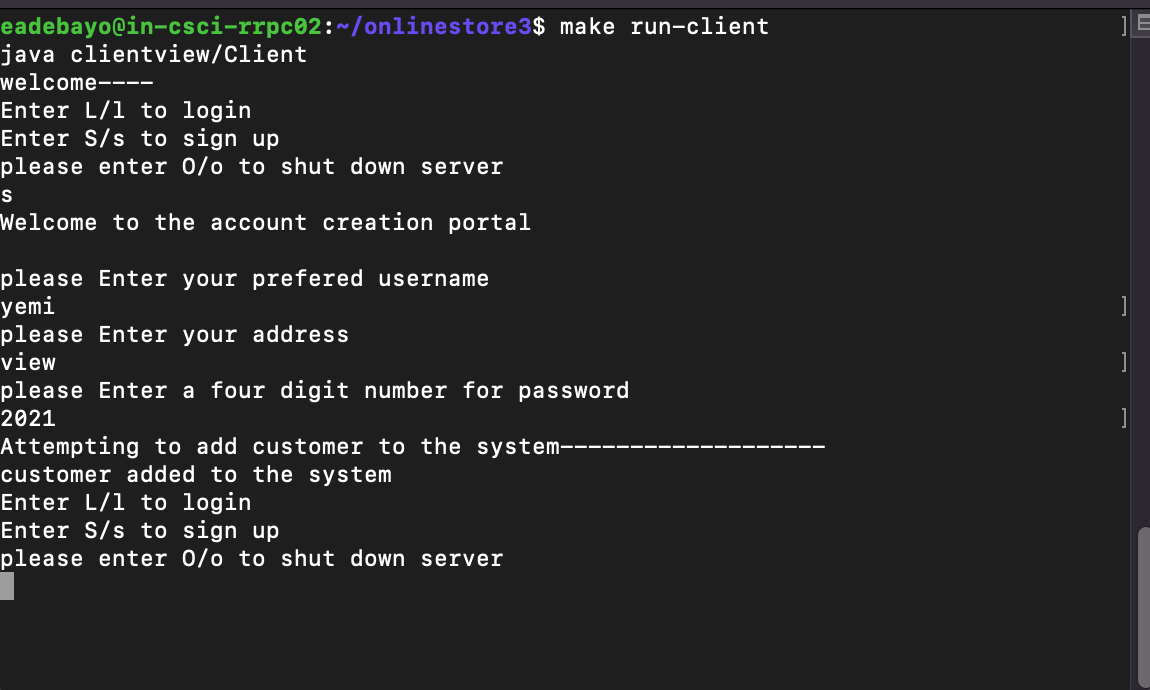 eadebayo@in-csci-rrpc02:~/onlinestore3$ make run-client
java clientview/Client
welcome----
Enter L/l to login
Enter S/s to sign up
please enter O/o to shut down server
s
Welcome to the account creation portal
please Enter your prefered username
yemi
please Enter your address
view
please Enter a four digit number for password
2021
Attempting to add customer to the system-------------------
customer added to the system
Enter L/l to login
Enter S/s to sign up
please enter O/o to shut down server